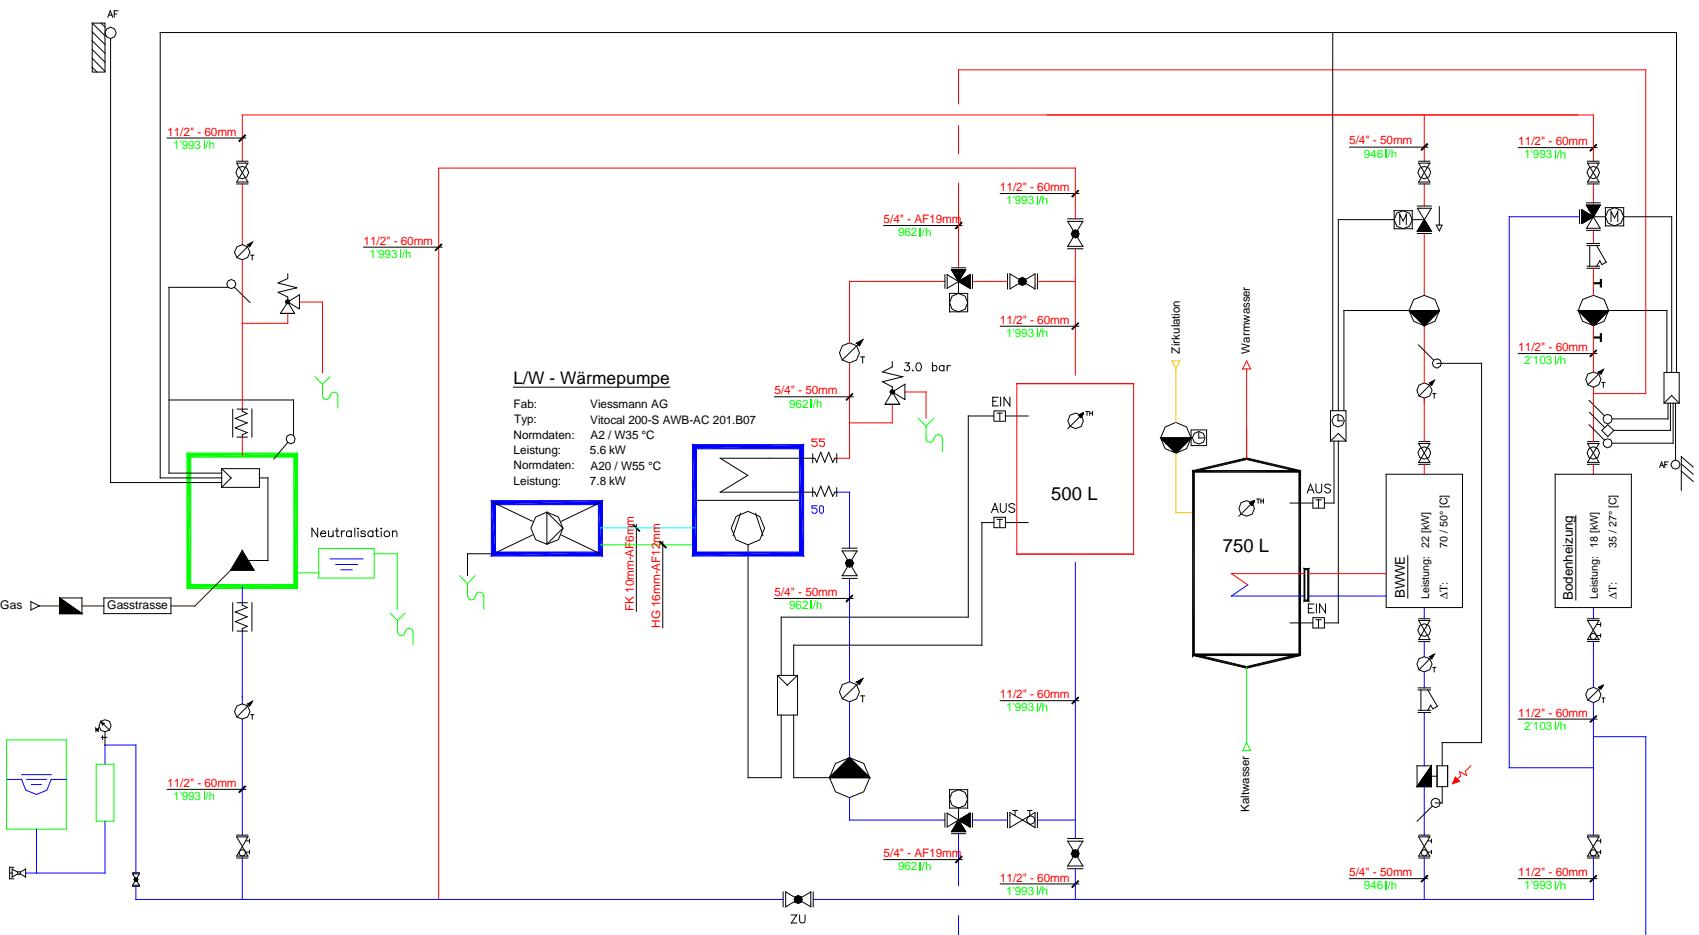 AF
11/2" - 60mm
1'993 l/h
11/2" - 60mm
1'993 l/h
5/4" - AF19mm
962 l/h
11/2" - 60mm
1'993 l/h
5/4" - 50mm
946 l/h
11/2" - 60mm
1'993 l/h
M
M
T
T
T
11/2" - 60mm
1'993 l/h
11/2" - 60mm
2'103 l/h
T
T
T
Zirkulation
Warmwasser
3.0 bar
L/W - Wärmepumpe
Fab: Viessmann AG
Typ: Vitocal 200-S AWB-AC 201.B07
Normdaten: A2 / W35 °C
Leistung: 5.6 kW
Normdaten: A20 / W55 °C
Leistung: 7.8 kW
5/4" - 50mm
962 l/h
55
50
EIN
T
TH
500 L
AUS
T
TH
750 L
AUS
T
EIN
T
AF
BWWE
Leistung: 22 [kW]
ΔT: 70 / 50° [C]
Bodenheizung
Leistung: 18 [kW]
ΔT: 35 / 27° [C]
Neutralisation
Gas
Gasstrasse
FK 10mm-AF6mm
HG 16mm-AF12mm
5/4" - 50mm
962 l/h
T
T
T
T
11/2" - 60mm
1'993 l/h
11/2" - 60mm
2'103 l/h
Kaltwasser
11/2" - 60mm
1'993 l/h
5/4" - AF19mm
962 l/h
11/2" - 60mm
1'993 l/h
5/4" - 50mm
946 l/h
11/2" - 60mm
1'993 l/h
ZU